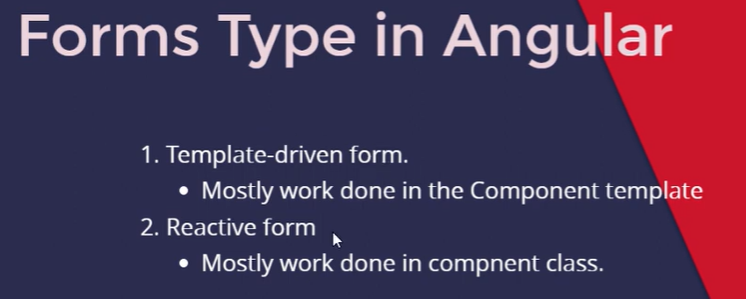 Forms Type in Angular
1. Template-driven form.
• Mostly work done in the Component template
2. Reactive form
• Mostly work done in compnent class.